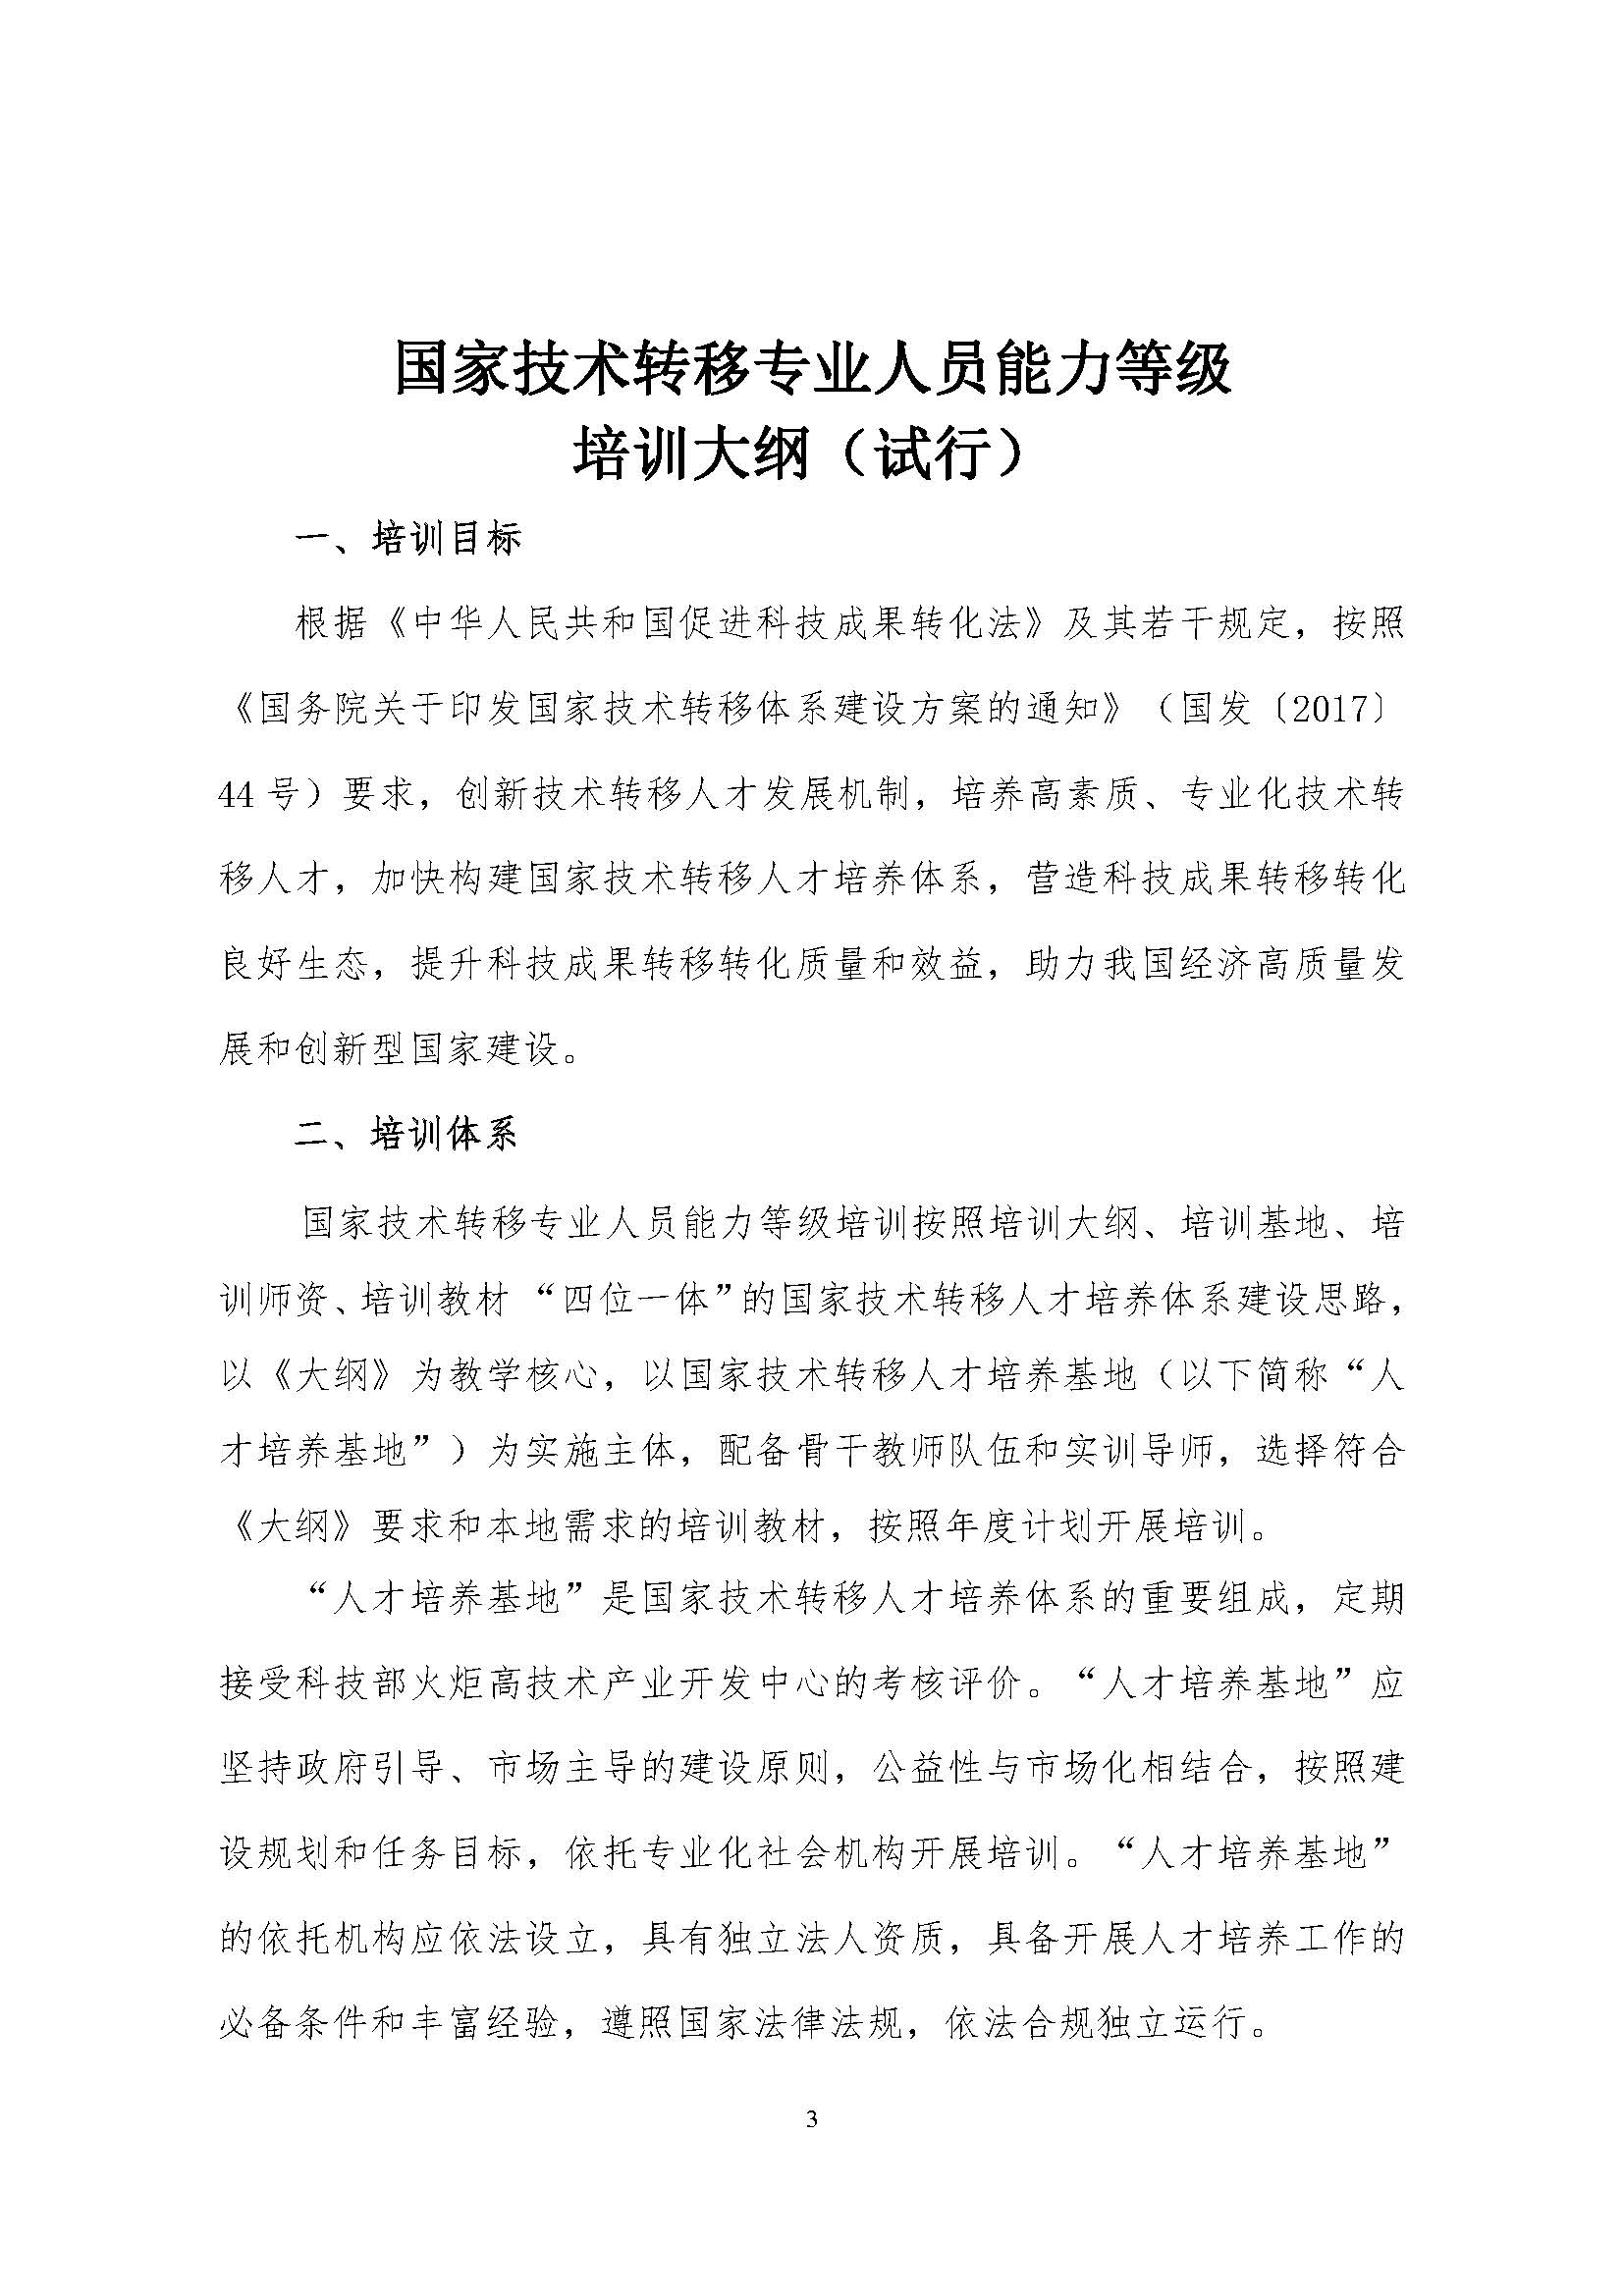 国家技术转移专业人员能力等级
培训大纲（试行）
一、培训目标
根据《中华人民共和国促进科技成果转化法》及其若干规定，按照
《国务院关于印发国家技术转移体系建设方案的通知》（国发〔2017〕
44 号）要求，创新技术转移人才发展机制，培养高素质、专业化技术转
移人才，加快构建国家技术转移人才培养体系，营造科技成果转移转化
良好生态，提升科技成果转移转化质量和效益，助力我国经济高质量发
展和创新型国家建设。
二、培训体系
国家技术转移专业人员能力等级培训按照培训大纲、培训基地、培
训师资、培训教材 “四位一体”的国家技术转移人才培养体系建设思路，
以《大纲》为教学核心，以国家技术转移人才培养基地（以下简称“人
才培养基地”）为实施主体，配备骨干教师队伍和实训导师，选择符合
《大纲》要求和本地需求的培训教材，按照年度计划开展培训。
“人才培养基地”是国家技术转移人才培养体系的重要组成，定期
接受科技部火炬高技术产业开发中心的考核评价。“人才培养基地”应
坚持政府引导、市场主导的建设原则，公益性与市场化相结合，按照建
设规划和任务目标，依托专业化社会机构开展培训。“人才培养基地”
的依托机构应依法设立，具有独立法人资质，具备开展人才培养工作的
必备条件和丰富经验，遵照国家法律法规，依法合规独立运行。
3